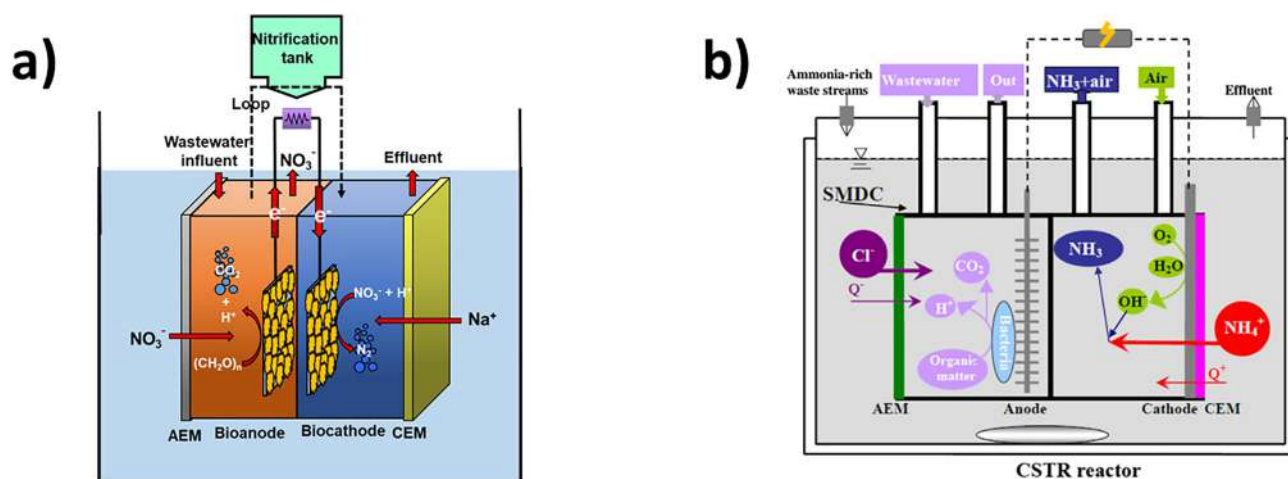 a)
Nitrification
tank
Loop
Wastewater
influent
NO₃⁻
Effluent
e⁻
e⁻
CO₂
+
H⁺
(CH₂O)ₙ
NO₃⁻ + H⁺
N₂
NO₃⁻
Na⁺
AEM Bioanode Biocathode CEM
b)
Ammonia-rich
waste streams
Wastewater
Out
NH₃+air
Air
Effluent
SMDC
Cl⁻
Q⁻
CO₂
H⁺
Organic
matter
Bacteria
NH₃
O₂
H₂O
OH⁻
NH₄⁺
Q⁺
AEM Anode Cathode CEM
CSTR reactor